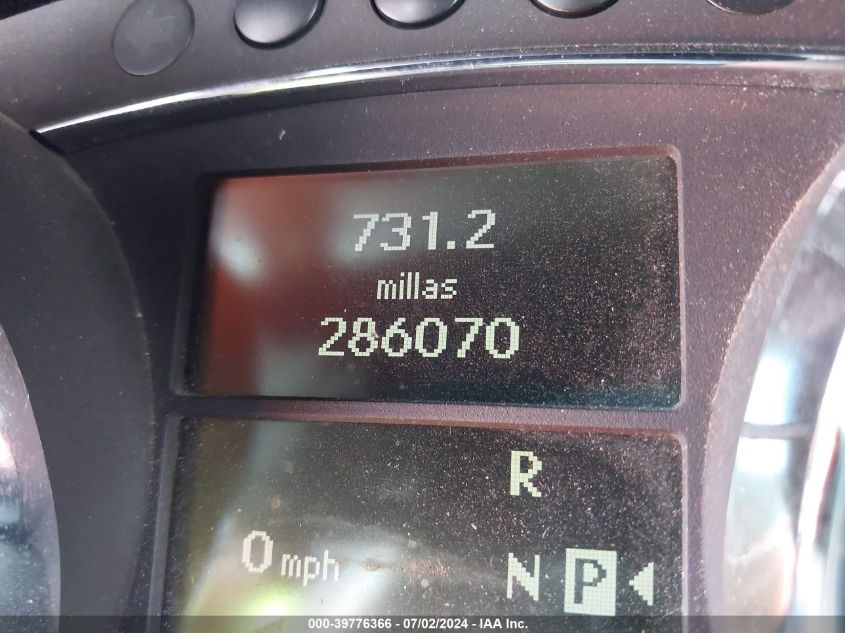 731.2
millas
286070
R
0 mph
N P
000-39776366 - 07/02/2024 - IAA Inc.